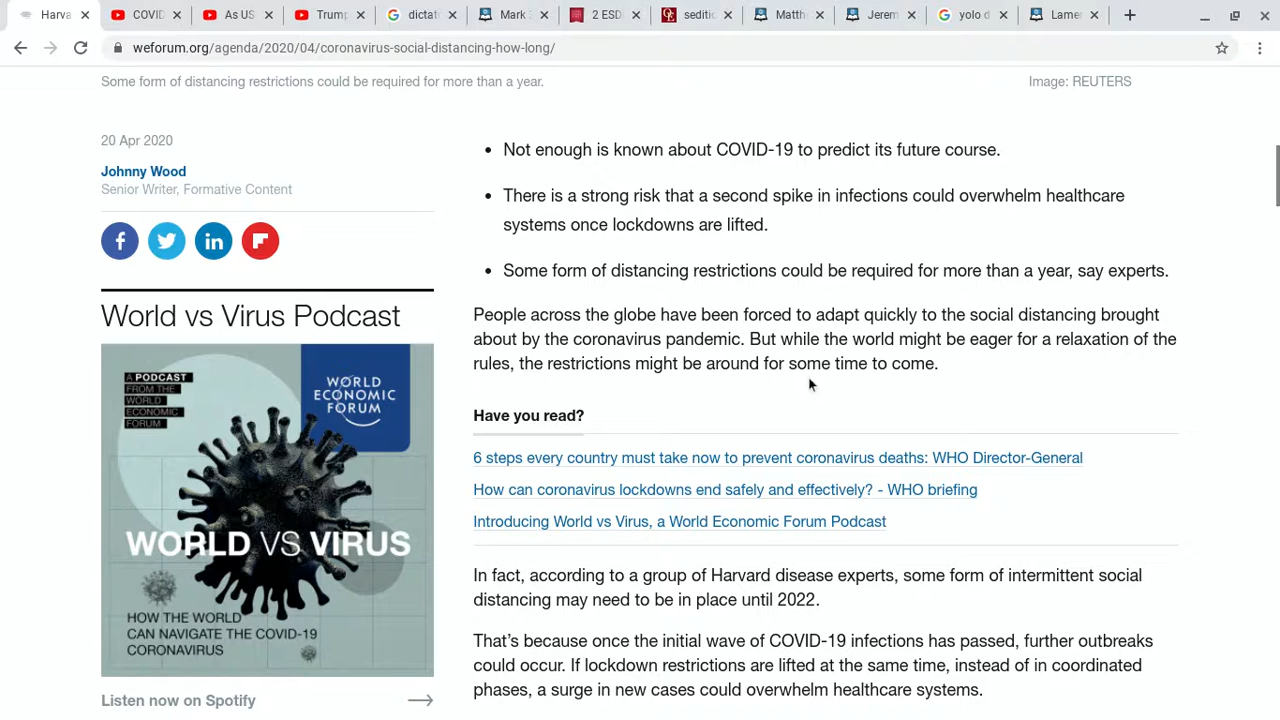 Harva
COVID
As US
Trump
dictat
Mark 3
2 ESD
seditic
Matth
Jerem
yolo d
Lamen
weforum.org/agenda/2020/04/coronavirus-social-distancing-how-long/
Some form of distancing restrictions could be required for more than a year.
Image: REUTERS
20 Apr 2020
Johnny Wood
Senior Writer, Formative Content
World vs Virus Podcast
A PODCAST
FROM THE
WORLD
ECONOMIC
FORUM
WORLD
ECONOMIC
FORUM
WORLD VS VIRUS
HOW THE WORLD
CAN NAVIGATE THE COVID-19
CORONAVIRUS
Listen now on Spotify
• Not enough is known about COVID-19 to predict its future course.
• There is a strong risk that a second spike in infections could overwhelm healthcare
systems once lockdowns are lifted.
• Some form of distancing restrictions could be required for more than a year, say experts.
People across the globe have been forced to adapt quickly to the social distancing brought
about by the coronavirus pandemic. But while the world might be eager for a relaxation of the
rules, the restrictions might be around for some time to come.
Have you read?
6 steps every country must take now to prevent coronavirus deaths: WHO Director-General
How can coronavirus lockdowns end safely and effectively? - WHO briefing
Introducing World vs Virus, a World Economic Forum Podcast
In fact, according to a group of Harvard disease experts, some form of intermittent social
distancing may need to be in place until 2022.
That's because once the initial wave of COVID-19 infections has passed, further outbreaks
could occur. If lockdown restrictions are lifted at the same time, instead of in coordinated
phases, a surge in new cases could overwhelm healthcare systems.